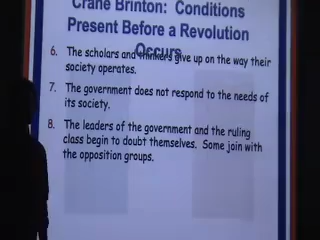 Crane Brinton: Conditions
Present Before a Revolution
Occurs
6. The scholars and thinkers give up on the way their
society operates.
7. The government does not respond to the needs of
its society.
8. The leaders of the government and the ruling
class begin to doubt themselves. Some join with
the opposition groups.